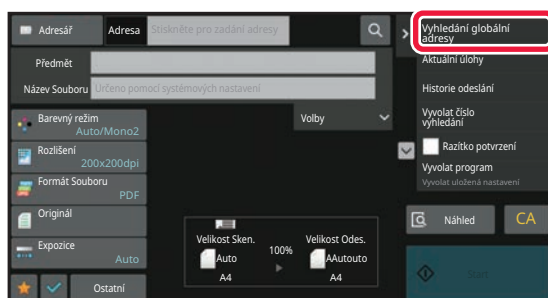 Adresář
Adresa
Stiskněte pro zadání adresy
Předmět
Název Souboru
Určeno pomocí systémových nastavení
Barevný režim
Auto/Mono2
Rozlišení
200x200dpi
Formát Souboru
PDF
Originál
Expozice
Auto
Ostatní
Volby
Velikost Sken.
Auto
A4
100%
Velikost Odes.
AAutouto
A4
Vyhledání globální
adresy
Aktuální úlohy
Historie odeslání
Vyvolat číslo
vyhledání
Razítko potvrzení
Vyvolat program
Vyvolat uložená nastavení
Náhled
CA
Start